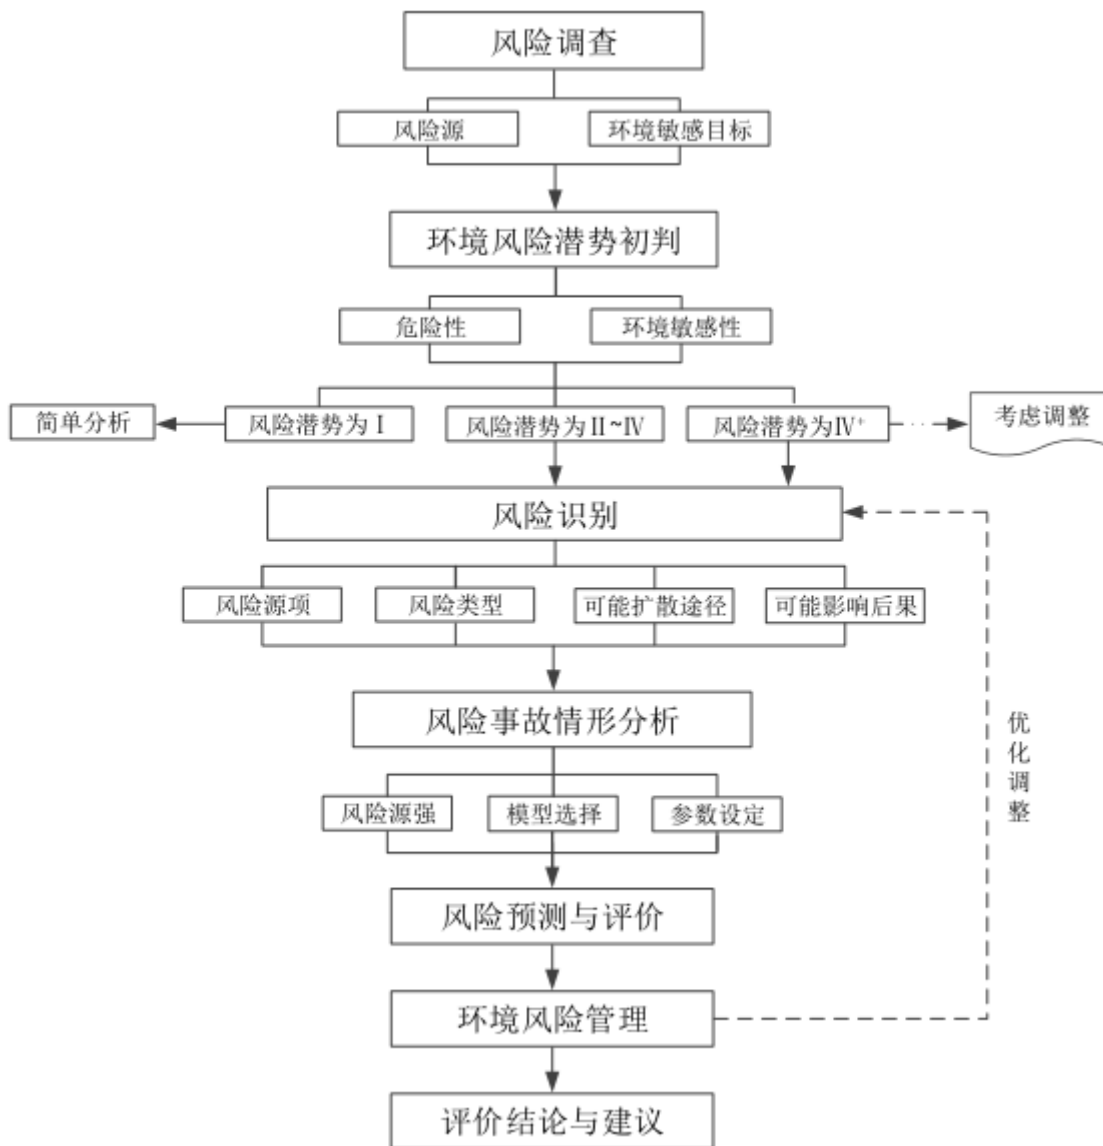 风险调查
风险源
环境敏感目标
环境风险潜势初判
危险性
环境敏感性
简单分析
风险潜势为Ⅰ
风险潜势为Ⅱ~Ⅳ
风险潜势为Ⅳ⁺
考虑调整
风险识别
风险源项
风险类型
可能扩散途径
可能影响后果
风险事故情形分析
风险源强
模型选择
参数设定
优化调整
风险预测与评价
环境风险管理
评价结论与建议